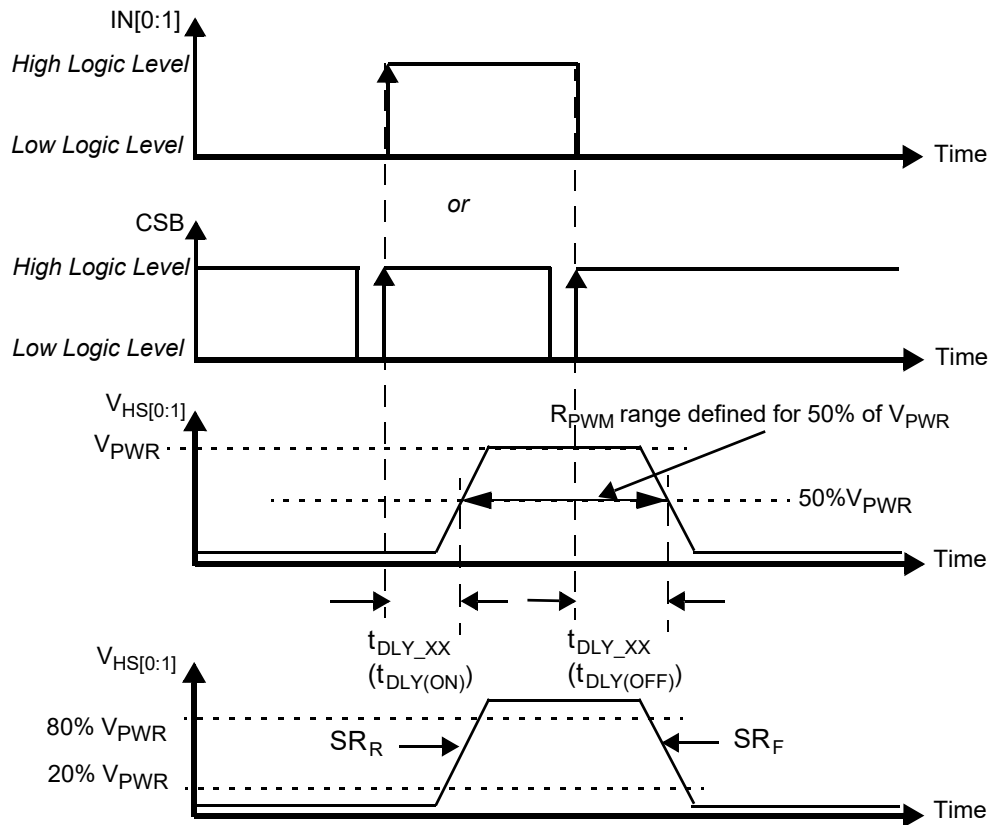 IN[0:1]
High Logic Level
Low Logic Level
Time
or
CSB
High Logic Level
Low Logic Level
Time
VHS[0:1]
RPWM range defined for 50% of VPWR
VPWR
50%VPWR
Time
tDLY_XX
(tDLY(ON))
tDLY_XX
(tDLY(OFF))
VHS[0:1]
80% VPWR
SRR
SRF
20% VPWR
Time